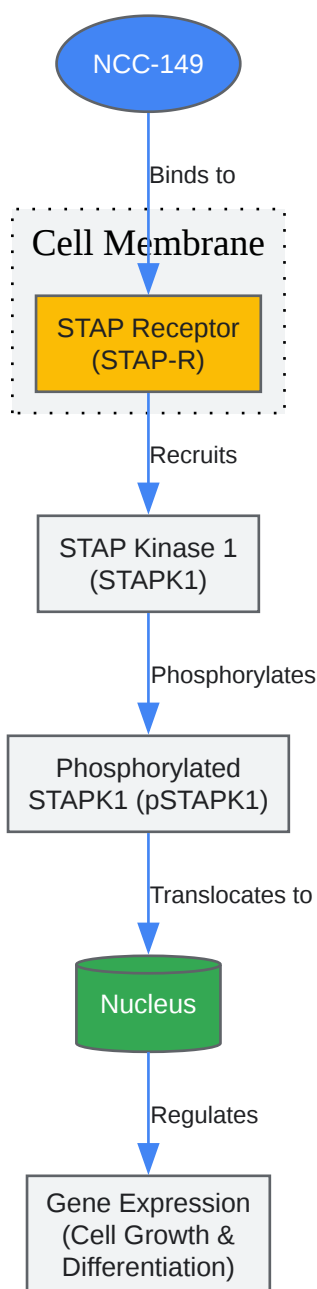 NCC-149
Binds to
Cell Membrane
STAP Receptor
(STAP-R)
Recruits
STAP Kinase 1
(STAPK1)
Phosphorylates
Phosphorylated
STAPK1 (pSTAPK1)
Translocates to
Nucleus
Regulates
Gene Expression
(Cell Growth &
Differentiation)